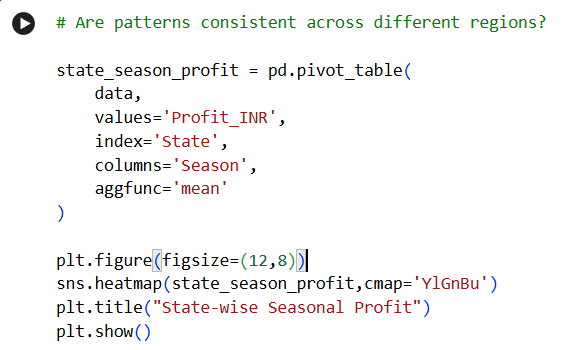 # Are patterns consistent across different regions?
state_season_profit = pd.pivot_table(
    data,
    values='Profit_INR',
    index='State',
    columns='Season',
    aggfunc='mean'
)
plt.figure(figsize=(12,8))
sns.heatmap(state_season_profit,cmap='YlGnBu')
plt.title("State-wise Seasonal Profit")
plt.show()